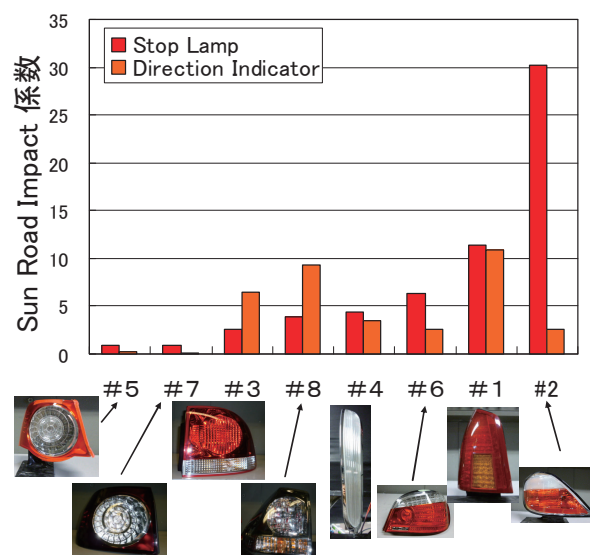 35
30
25
20
15
10
5
0
Sun Road Impact 係数
Stop Lamp
Direction Indicator
#5 #7 #3 #8 #4 #6 #1 #2